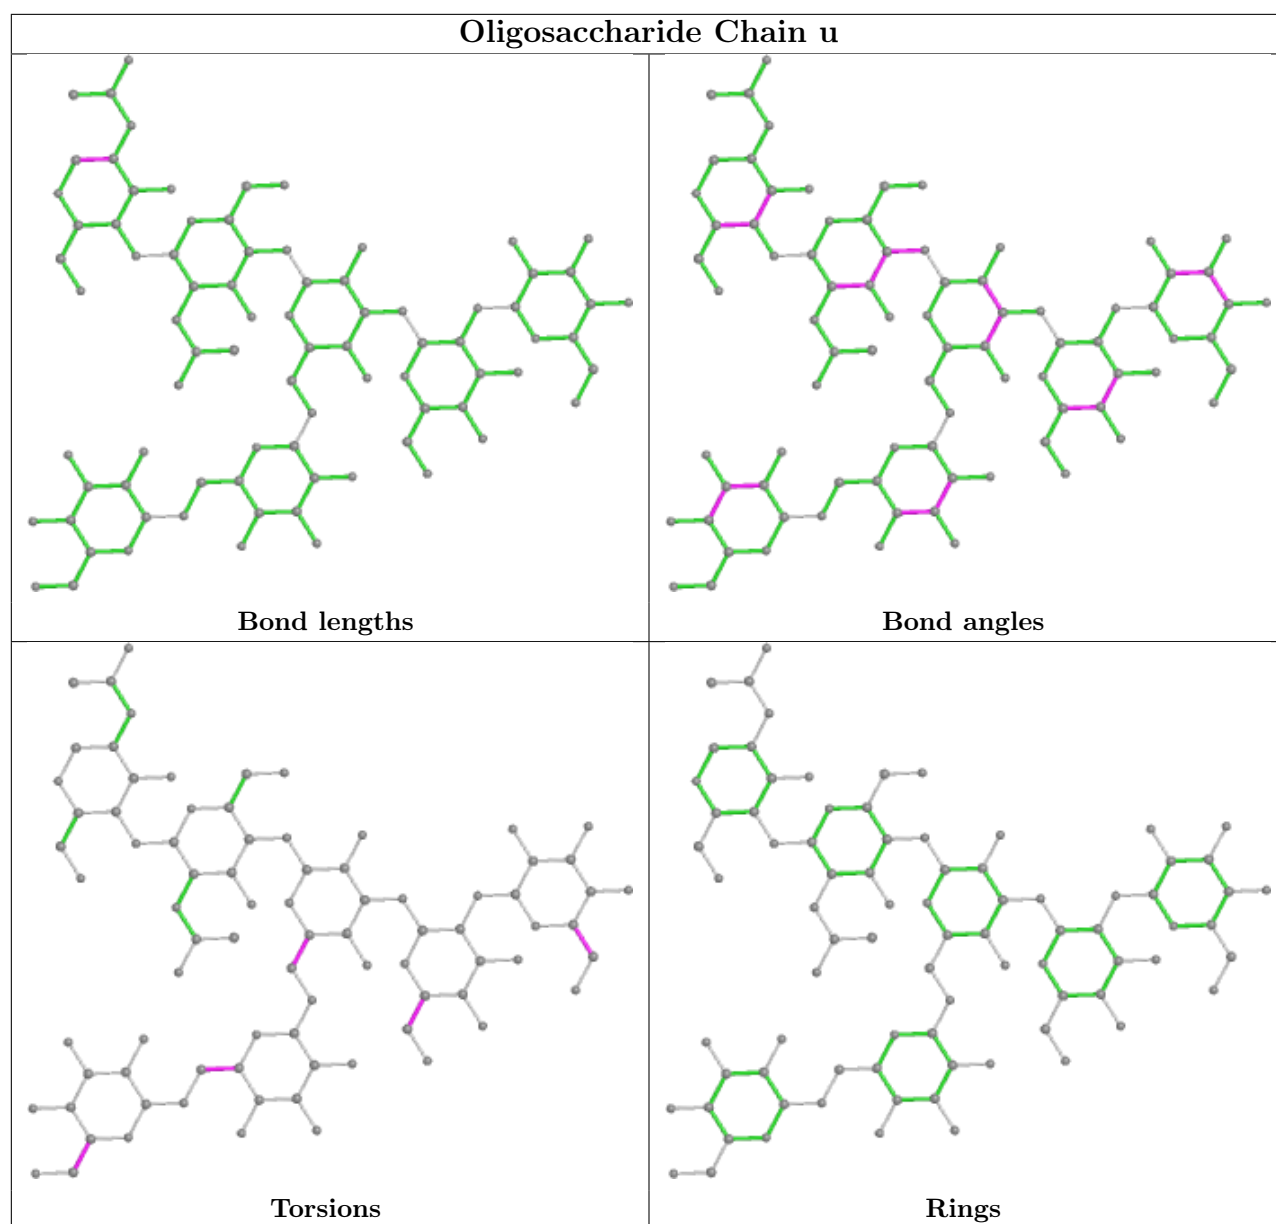 Oligosaccharide Chain u
Bond lengths
Bond angles
Torsions
Rings